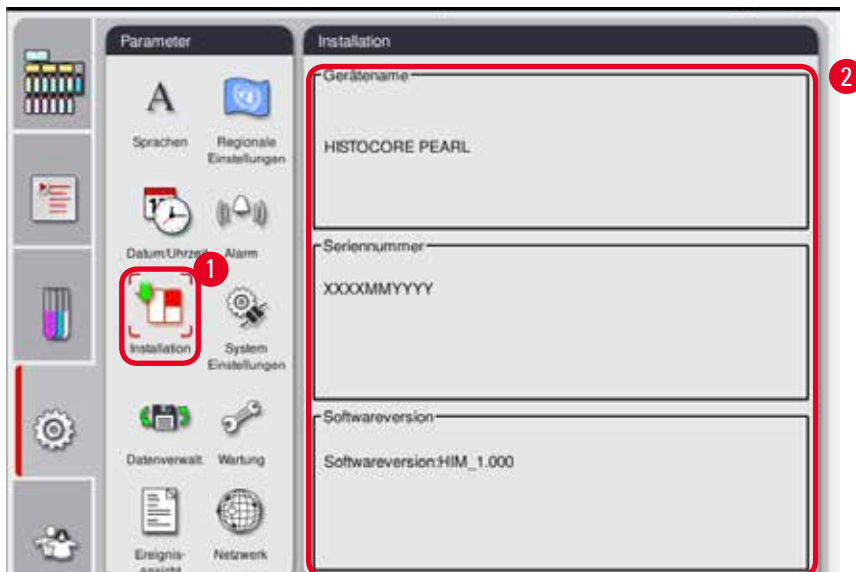 Parameter
Installation
Sprachen
Regionale
Einstellungen
Datum/Uhrzeit
Alarm
Installation
System
Einstellungen
Datenverwalt.
Wartung
Ereignis-
ansicht
Netzwerk
1
Gerätename
HISTOCORE PEARL
Seriennummer
XXXXMMYYYY
Softwareversion
Softwareversion:HIM_1.000
2